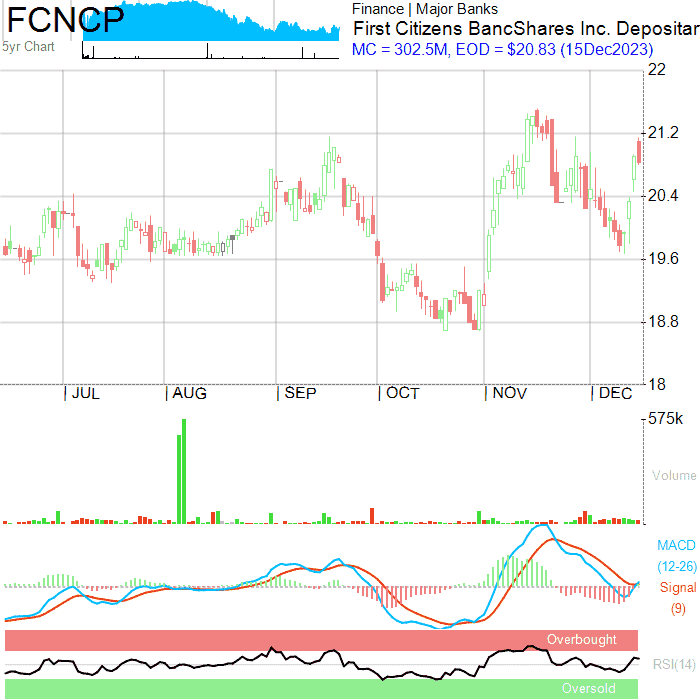 FCNCP
5yr Chart
Finance | Major Banks
First Citizens BancShares Inc. Depositar
MC = 302.5M, EOD = $20.83 (15Dec2023)
22
21.2
20.4
19.6
18.8
18
JUL AUG SEP OCT NOV DEC
575k
Volume
MACD
(12-26)
Signal
(9)
Overbought
RSI(14)
Oversold